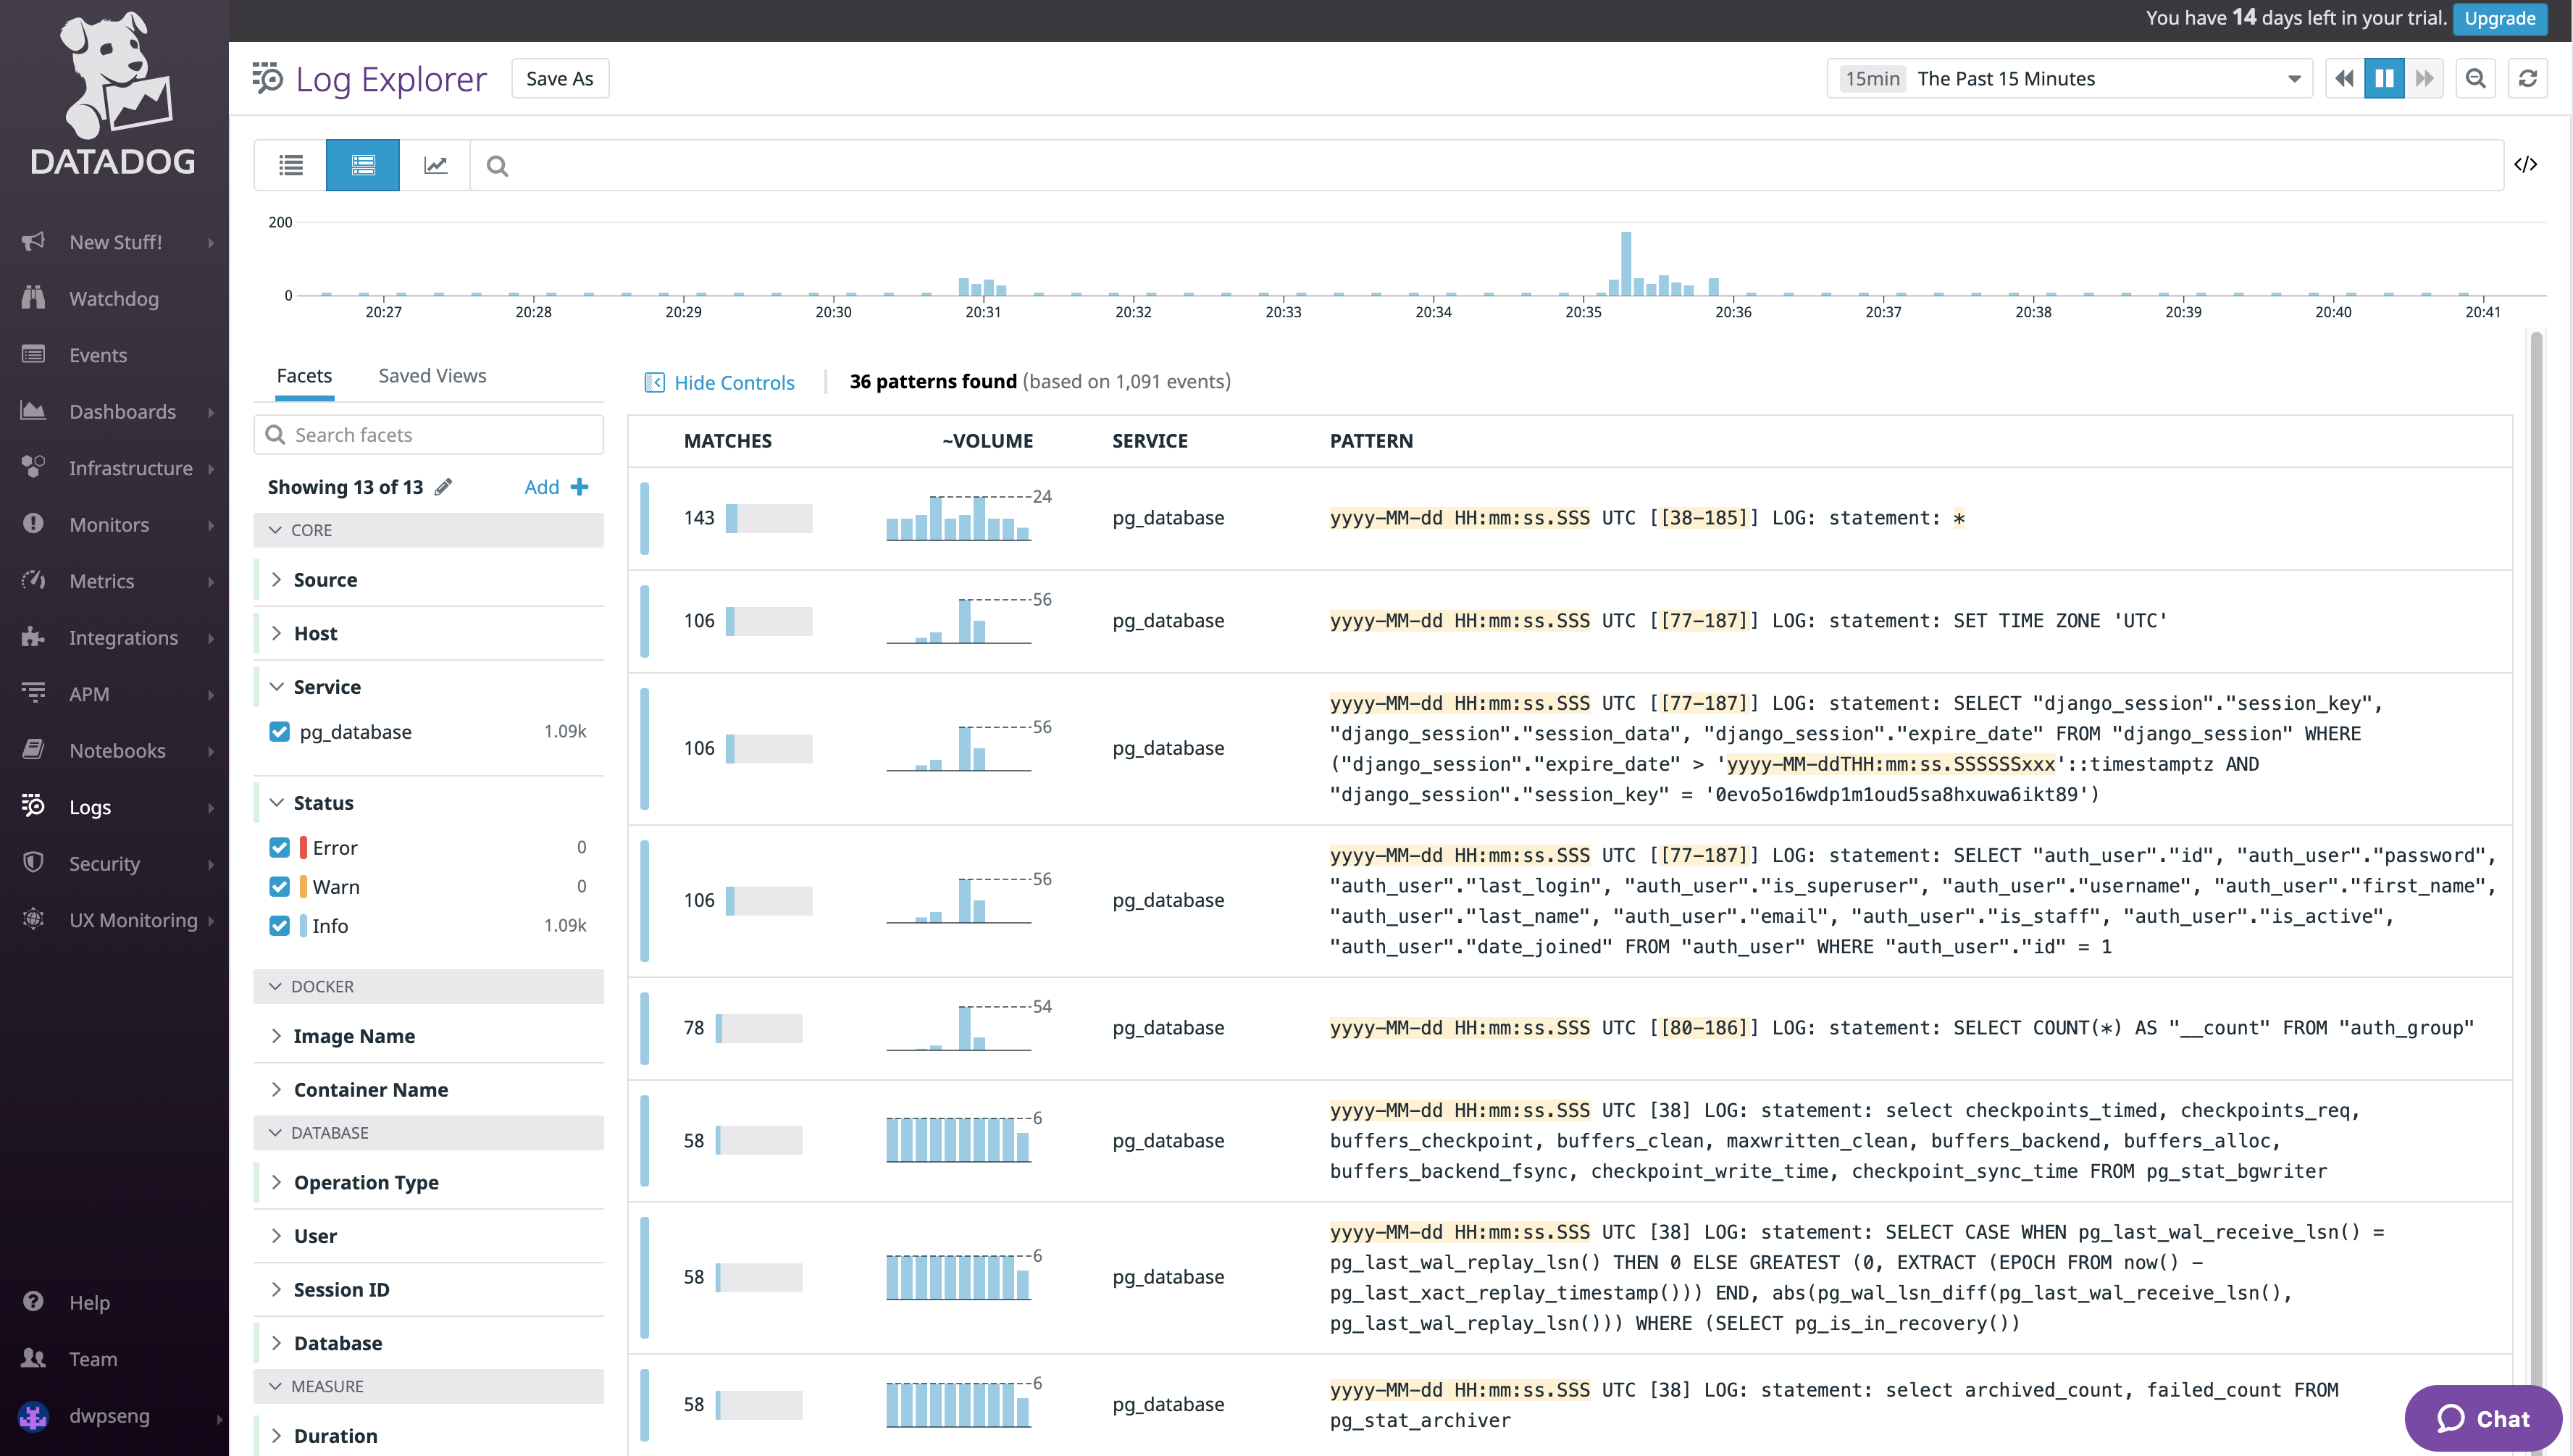 You have 14 days left in your trial. Upgrade
DATADOG
New Stuff!
Watchdog
Events
Dashboards
Infrastructure
Monitors
Metrics
Integrations
APM
Notebooks
Logs
Security
UX Monitoring
Help
Team
dwpseng
Log Explorer Save As 15min The Past 15 Minutes
</>
200
0
20:27 20:28 20:29 20:30 20:31 20:32 20:33 20:34 20:35 20:36 20:37 20:38 20:39 20:40 20:41
Facets Saved Views
Search facets
Showing 13 of 13 Add +
CORE
Source
Host
Service
pg_database 1.09k
Status
Error 0
Warn 0
Info 1.09k
DOCKER
Image Name
Container Name
DATABASE
Operation Type
User
Session ID
Database
MEASURE
Duration
Hide Controls 36 patterns found (based on 1,091 events)
MATCHES ~VOLUME SERVICE PATTERN
143 24 pg_database yyyy-MM-dd HH:mm:ss.SSS UTC [[38-185]] LOG: statement: *
106 56 pg_database yyyy-MM-dd HH:mm:ss.SSS UTC [[77-187]] LOG: statement: SET TIME ZONE 'UTC'
106 56 pg_database yyyy-MM-dd HH:mm:ss.SSS UTC [[77-187]] LOG: statement: SELECT "django_session"."session_key",
"django_session"."session_data", "django_session"."expire_date" FROM "django_session" WHERE
("django_session"."expire_date" > 'yyyy-MM-ddTHH:mm:ss.SSSSSSxxx'::timestamptz AND
"django_session"."session_key" = '0evo5o16wdp1m1oud5sa8hxuwa6ikt89')
106 56 pg_database yyyy-MM-dd HH:mm:ss.SSS UTC [[77-187]] LOG: statement: SELECT "auth_user"."id", "auth_user"."password",
"auth_user"."last_login", "auth_user"."is_superuser", "auth_user"."username", "auth_user"."first_name",
"auth_user"."last_name", "auth_user"."email", "auth_user"."is_staff", "auth_user"."is_active",
"auth_user"."date_joined" FROM "auth_user" WHERE "auth_user"."id" = 1
78 54 pg_database yyyy-MM-dd HH:mm:ss.SSS UTC [[80-186]] LOG: statement: SELECT COUNT(*) AS "__count" FROM "auth_group"
58 6 pg_database yyyy-MM-dd HH:mm:ss.SSS UTC [38] LOG: statement: select checkpoints_timed, checkpoints_req,
buffers_checkpoint, buffers_clean, maxwritten_clean, buffers_backend, buffers_alloc,
buffers_backend_fsync, checkpoint_write_time, checkpoint_sync_time FROM pg_stat_bgwriter
58 6 pg_database yyyy-MM-dd HH:mm:ss.SSS UTC [38] LOG: statement: SELECT CASE WHEN pg_last_wal_receive_lsn() =
pg_last_wal_replay_lsn() THEN 0 ELSE GREATEST (0, EXTRACT (EPOCH FROM now() -
pg_last_xact_replay_timestamp())) END, abs(pg_wal_lsn_diff(pg_last_wal_receive_lsn(),
pg_last_wal_replay_lsn())) WHERE (SELECT pg_is_in_recovery())
58 6 pg_database yyyy-MM-dd HH:mm:ss.SSS UTC [38] LOG: statement: select archived_count, failed_count FROM
pg_stat_archiver
Chat